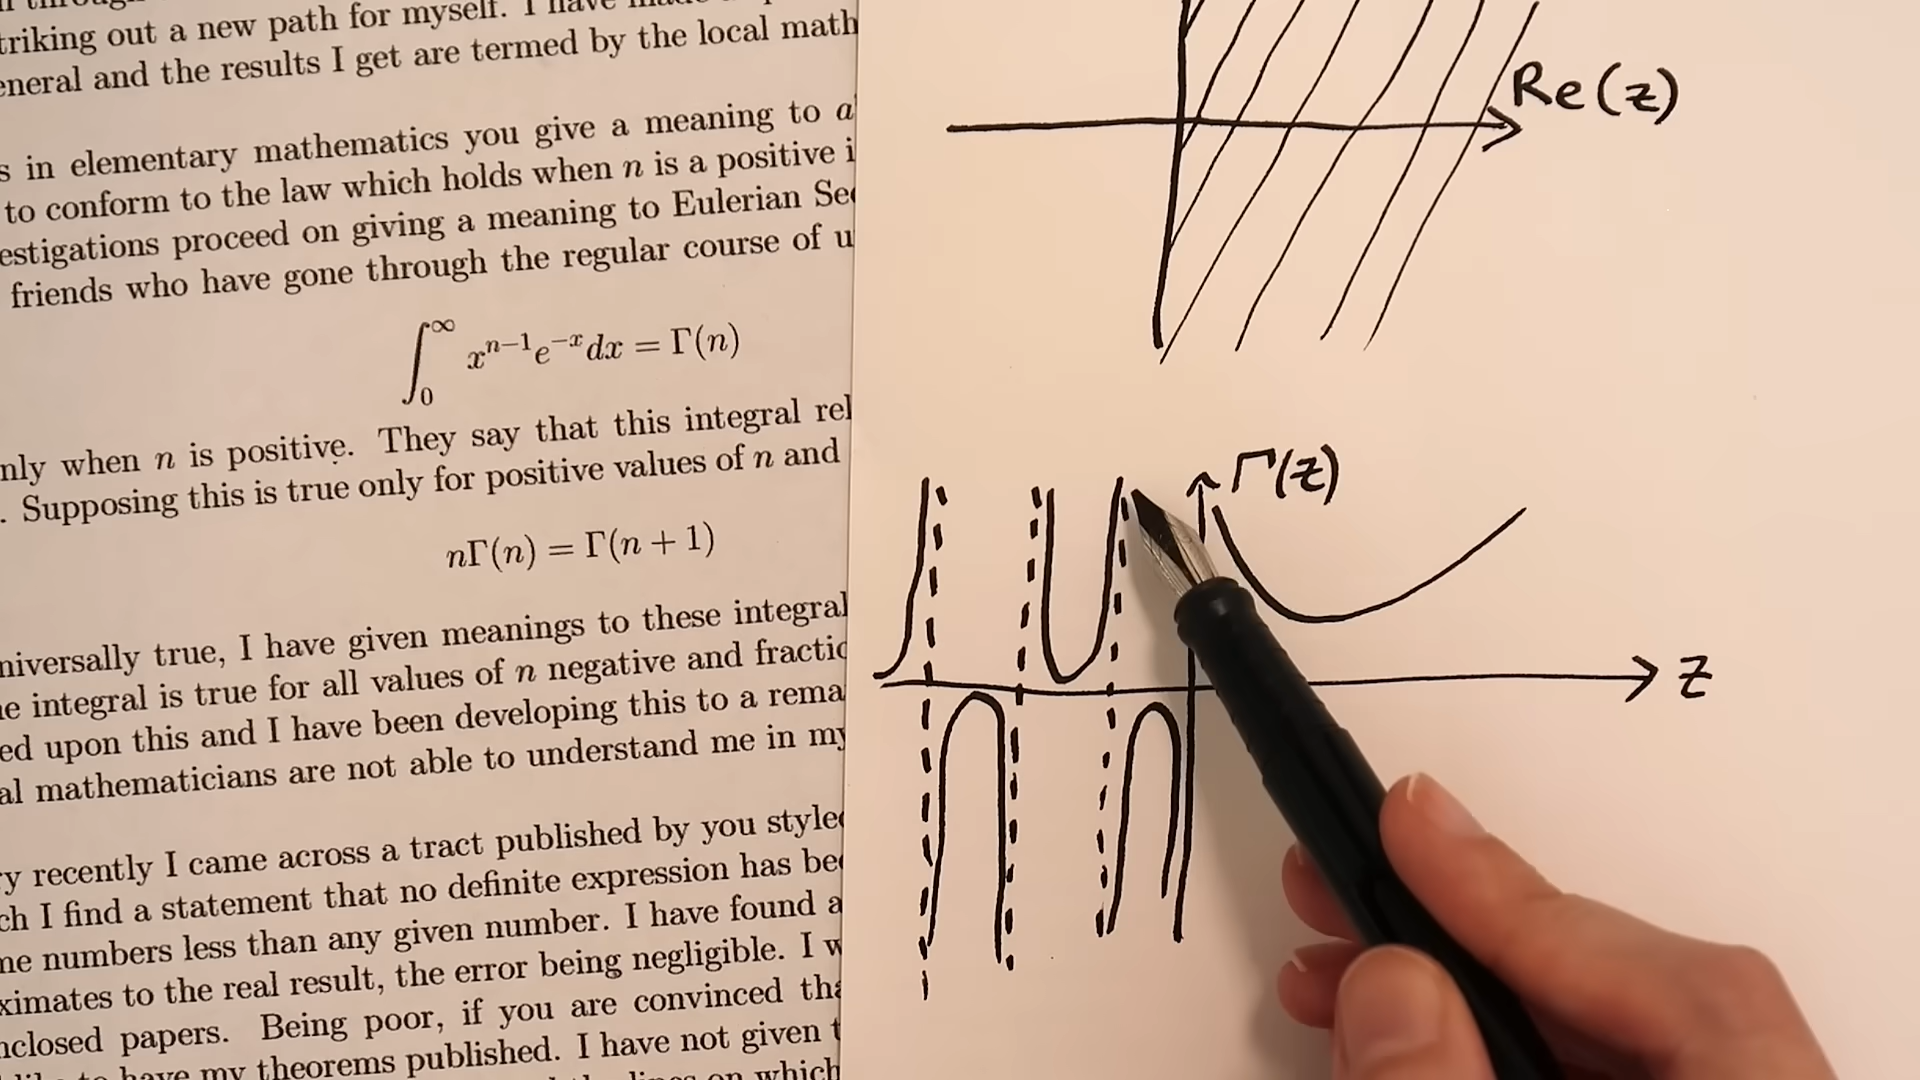 triking out a new path for myself. I have made
eneral and the results I get are termed by the local math
s in elementary mathematics you give a meaning to a
to conform to the law which holds when n is a positive i
estigations proceed on giving a meaning to Eulerian Sec
friends who have gone through the regular course of u
∫₀^∞ x^{n−1}e^{−x}dx = Γ(n)
nly when n is positive. They say that this integral rel
. Supposing this is true only for positive values of n and
nΓ(n) = Γ(n + 1)
niversally true, I have given meanings to these integral
e integral is true for all values of n negative and fractio
ed upon this and I have been developing this to a rema
al mathematicians are not able to understand me in my
y recently I came across a tract published by you style
ch I find a statement that no definite expression has bee
me numbers less than any given number. I have found a
ximates to the real result, the error being negligible. I w
nclosed papers. Being poor, if you are convinced tha
to have my theorems published. I have not given t
on which
Re(z)
Γ(z)
z